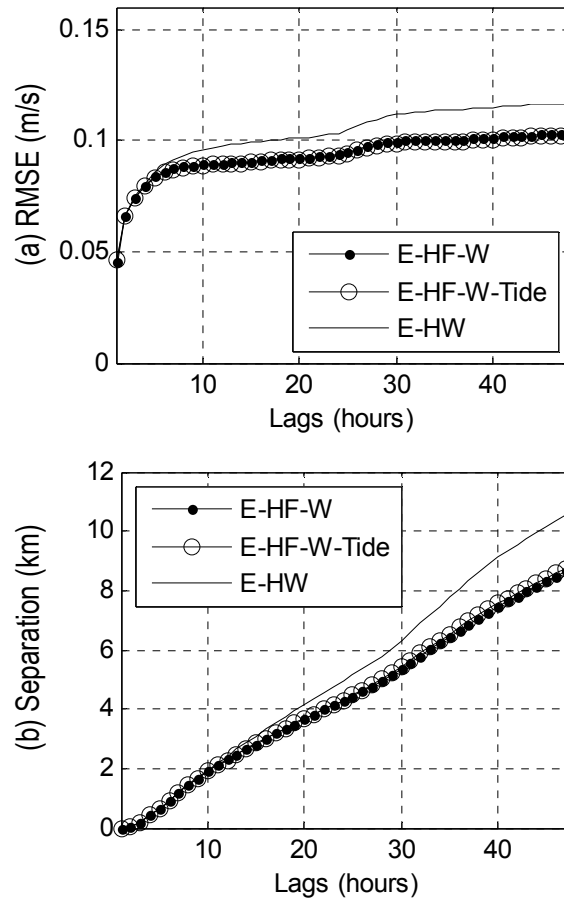 0.15
0.1
0.05
0
(a) RMSE (m/s)
E-HF-W
E-HF-W-Tide
E-HW
10 20 30 40
Lags (hours)
12
10
8
6
4
2
0
(b) Separation (km)
E-HF-W
E-HF-W-Tide
E-HW
10 20 30 40
Lags (hours)